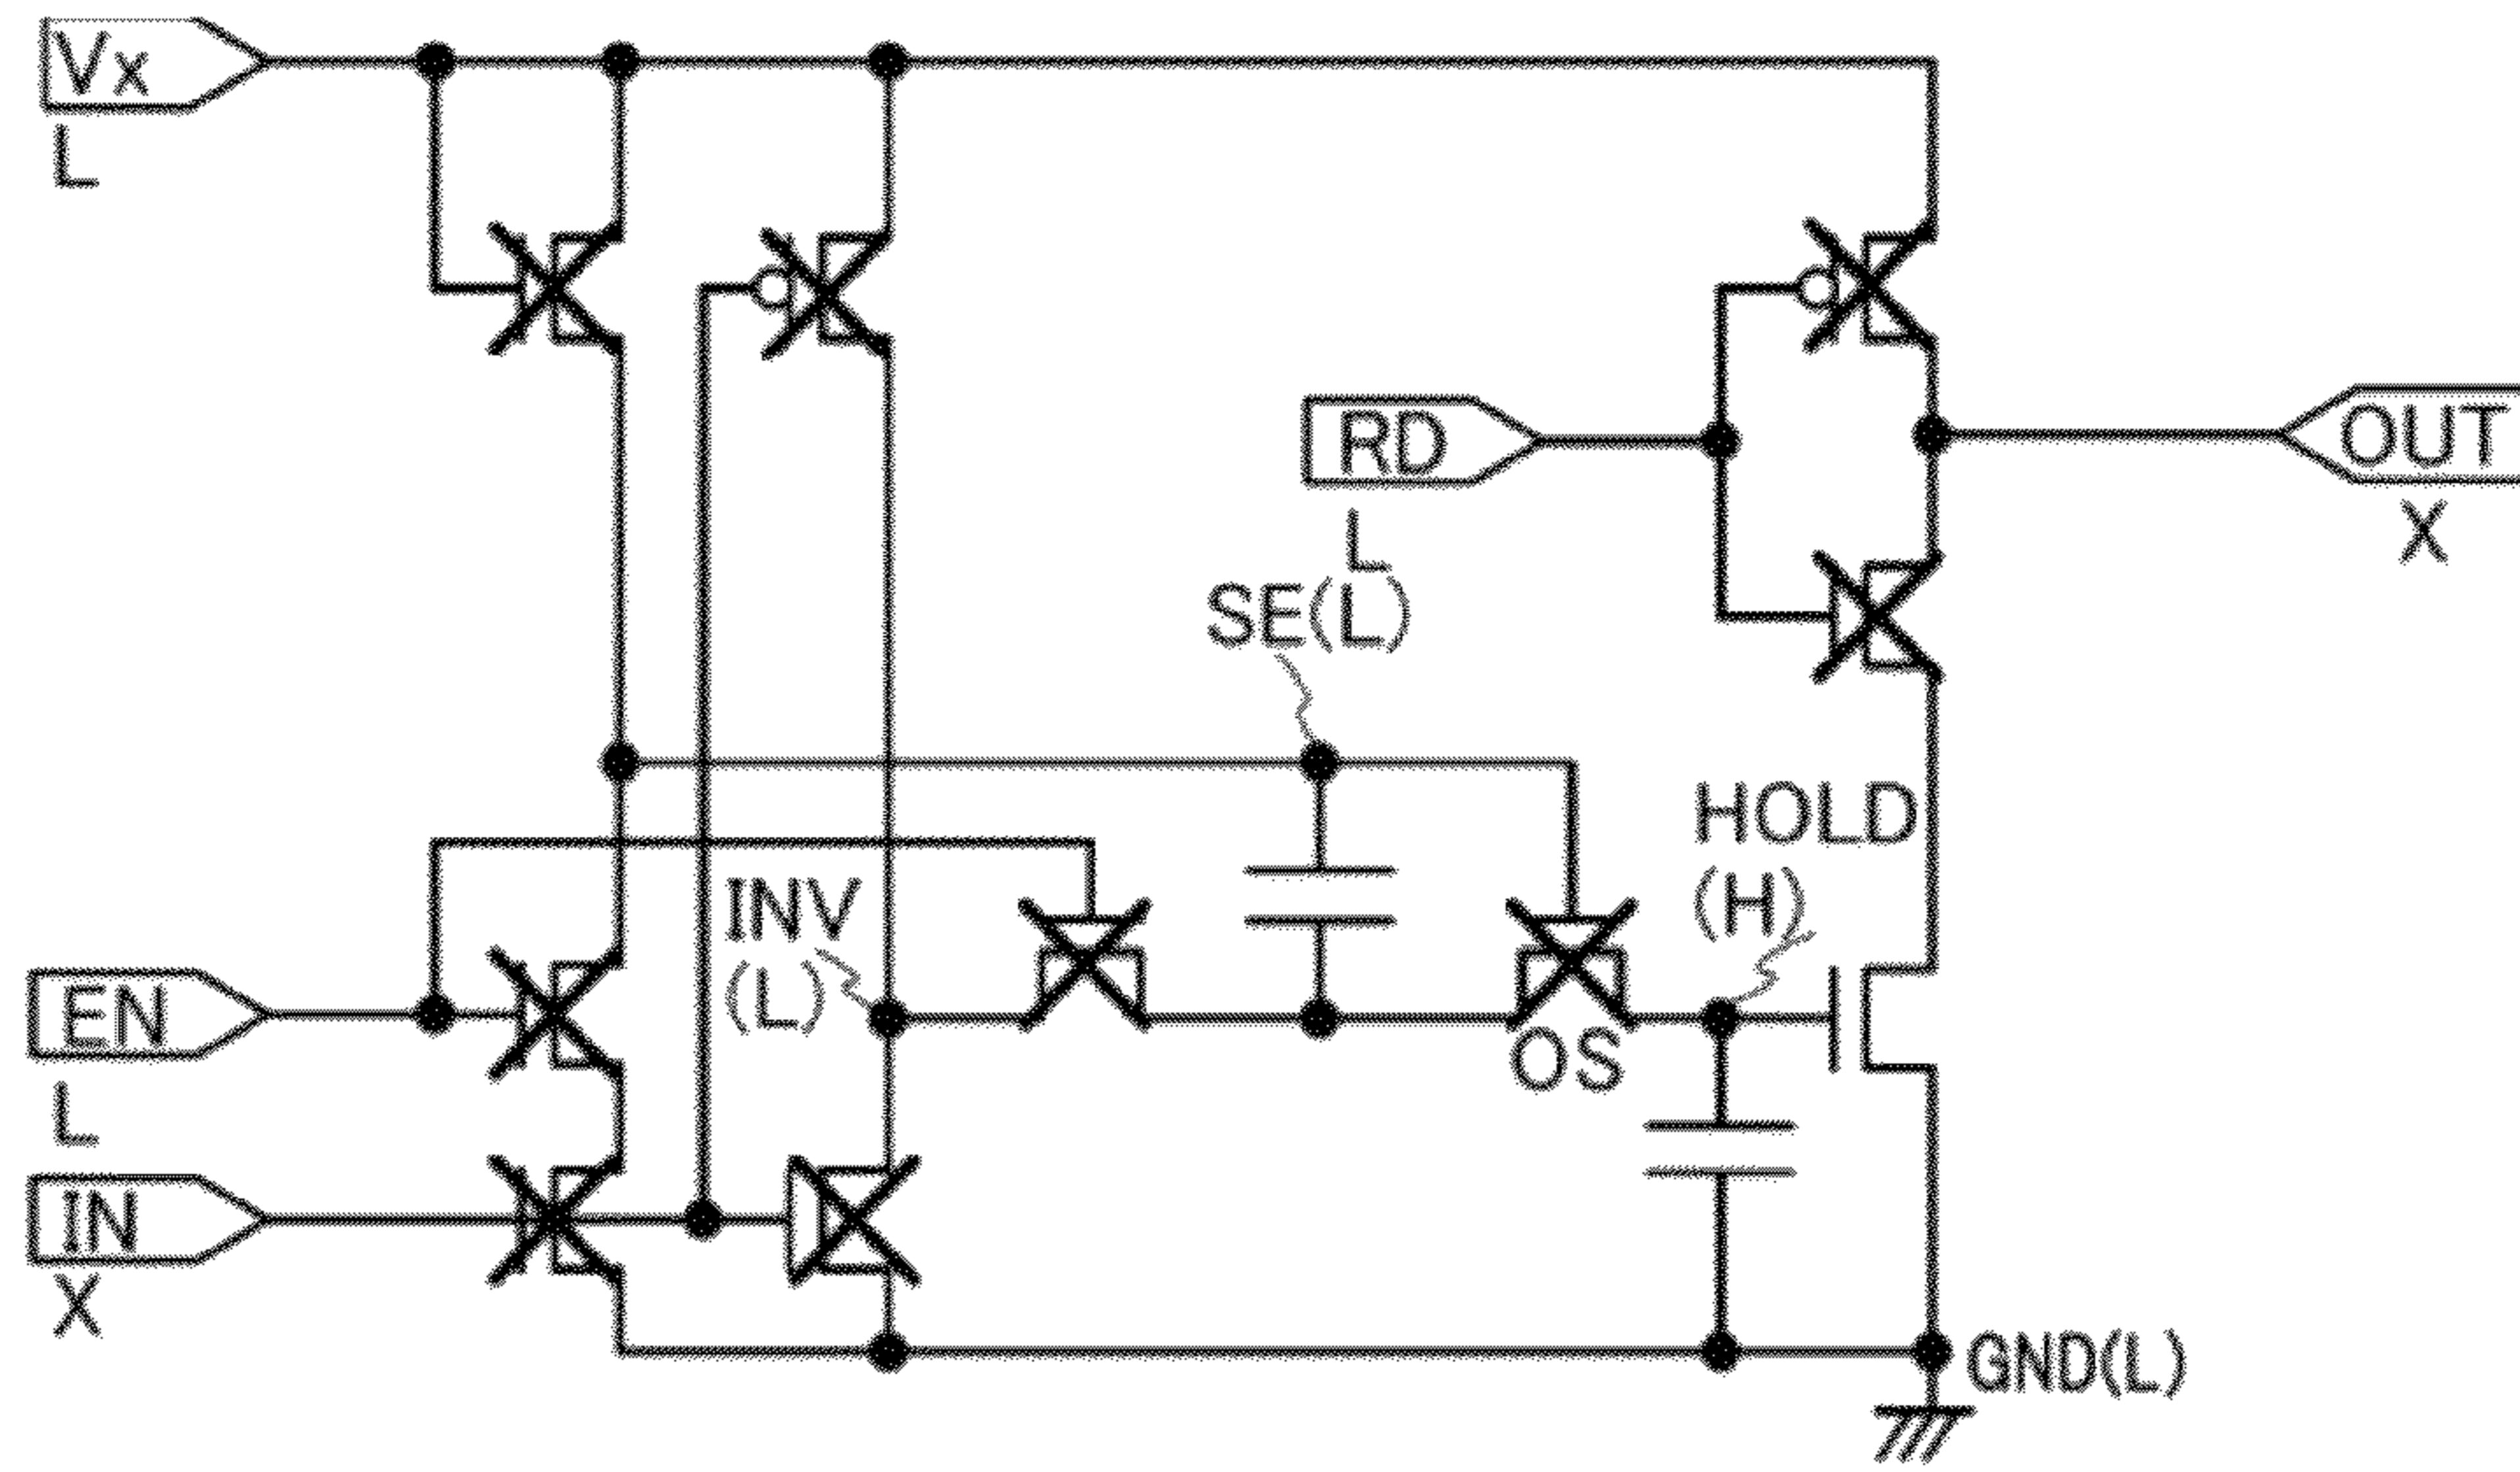 Vx
L
RD
L
OUT
X
SE(L)
HOLD
(H)
INV
(L)
EN
L
OS
IN
X
GND(L)